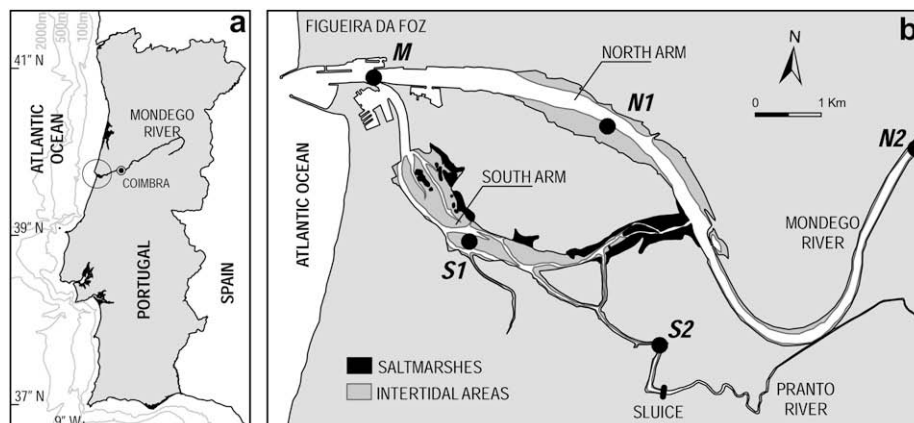 a
2000m
500m
100m
41" N
ATLANTIC
OCEAN
MONDEGO
RIVER
COIMBRA
39" N
PORTUGAL
SPAIN
37" N
9" W
b
FIGUEIRA DA FOZ
M
NORTH ARM
N
0 1 Km
N1
N2
ATLANTIC OCEAN
SOUTH ARM
S1
MONDEGO
RIVER
S2
SALTMARSHES
INTERTIDAL AREAS
SLUICE
PRANTO
RIVER